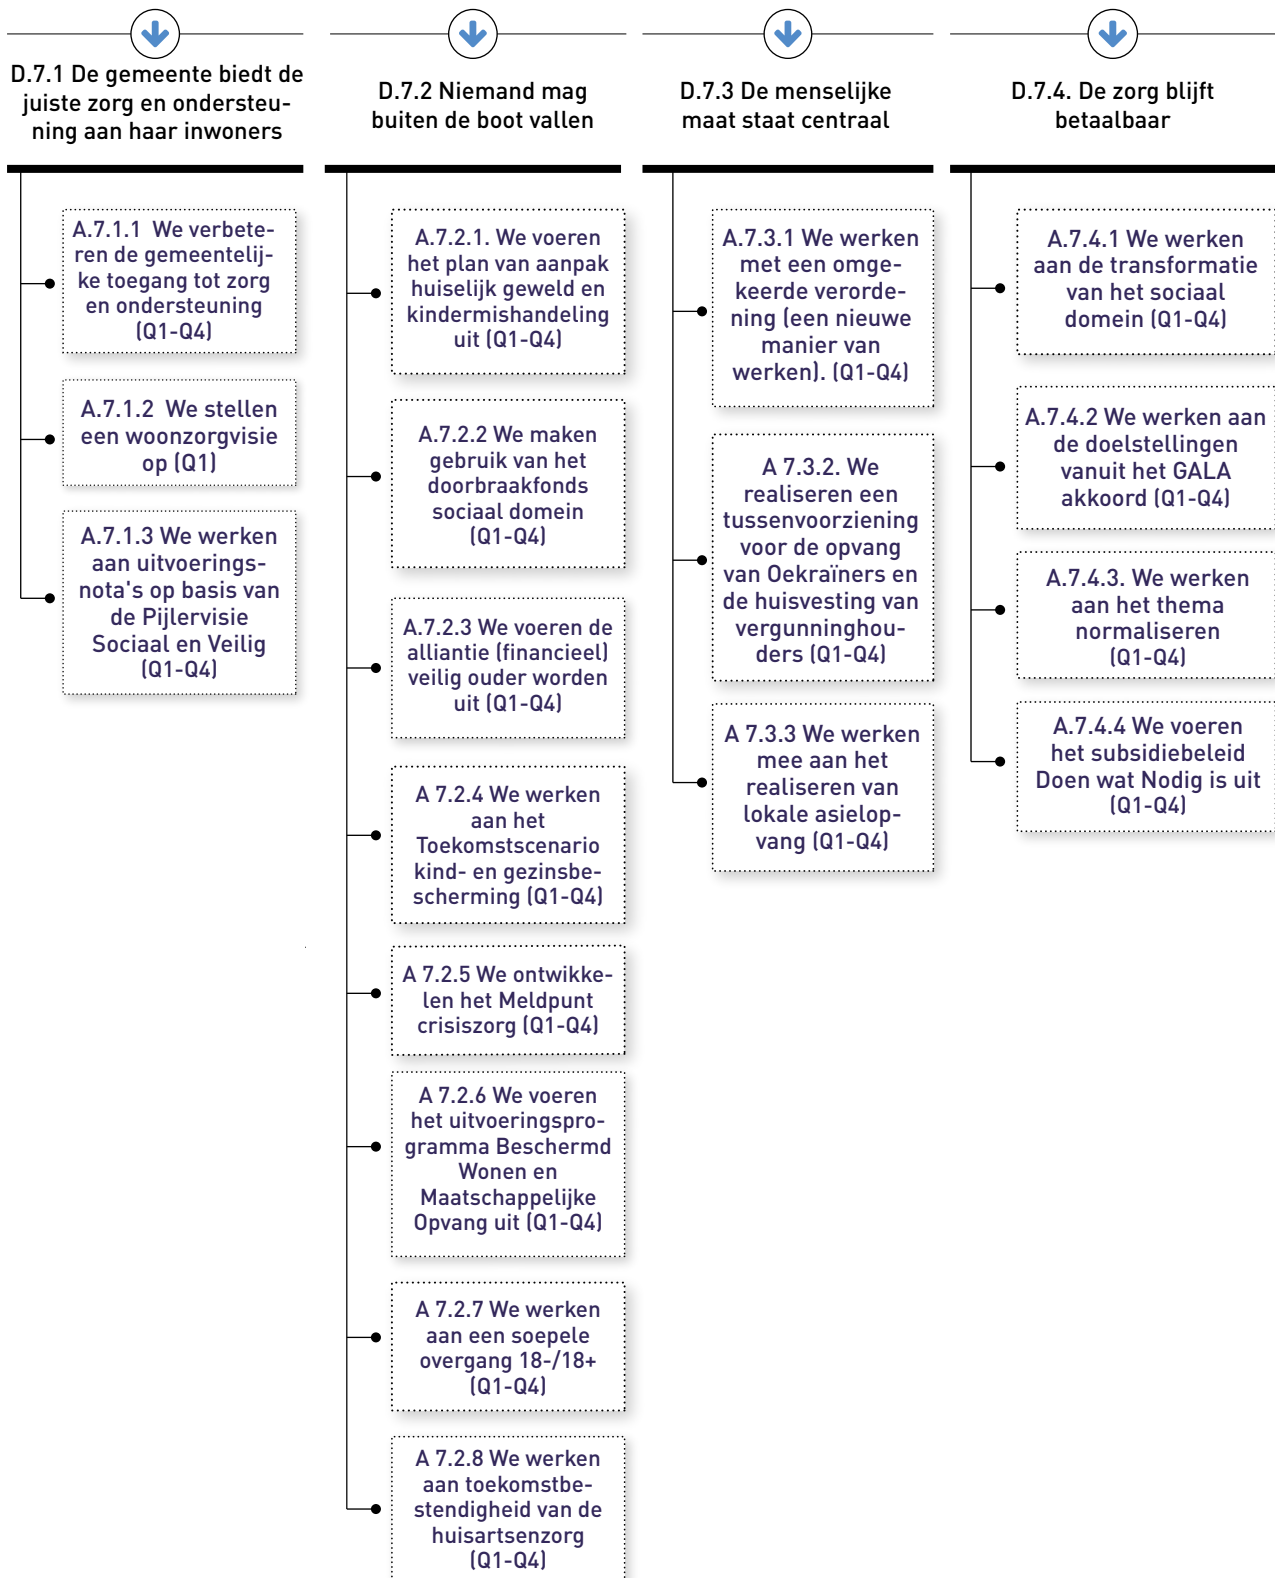 D.7.1 De gemeente biedt de
juiste zorg en ondersteu-
ning aan haar inwoners
A.7.1.1 We verbete-
ren de gemeentelij-
ke toegang tot zorg
en ondersteuning
(Q1-Q4)
A.7.1.2 We stellen
een woonzorgvisie
op (Q1)
A.7.1.3 We werken
aan uitvoerings-
nota's op basis van
de Pijlervisie
Sociaal en Veilig
(Q1-Q4)
D.7.2 Niemand mag
buiten de boot vallen
A.7.2.1. We voeren
het plan van aanpak
huiselijk geweld en
kindermishandeling
uit (Q1-Q4)
A.7.2.2 We maken
gebruik van het
doorbraakfonds
sociaal domein
(Q1-Q4)
A.7.2.3 We voeren de
alliantie (financieel)
veilig ouder worden
uit (Q1-Q4)
A 7.2.4 We werken
aan het
Toekomstscenario
kind- en gezinsbe-
scherming (Q1-Q4)
A 7.2.5 We ontwikke-
len het Meldpunt
crisiszorg (Q1-Q4)
A 7.2.6 We voeren
het uitvoeringspro-
gramma Beschermd
Wonen en
Maatschappelijke
Opvang uit (Q1-Q4)
A 7.2.7 We werken
aan een soepele
overgang 18-/18+
(Q1-Q4)
A 7.2.8 We werken
aan toekomstbe-
stendigheid van de
huisartsenzorg
(Q1-Q4)
D.7.3 De menselijke
maat staat centraal
A.7.3.1 We werken
met een omge-
keerde verorde-
ning (een nieuwe
manier van
werken). (Q1-Q4)
A 7.3.2. We
realiseren een
tussenvoorziening
voor de opvang
van Oekraïners en
de huisvesting van
vergunninghou-
ders (Q1-Q4)
A 7.3.3 We werken
mee aan het
realiseren van
lokale asielop-
vang (Q1-Q4)
D.7.4. De zorg blijft
betaalbaar
A.7.4.1 We werken
aan de transformatie
van het sociaal
domein (Q1-Q4)
A.7.4.2 We werken aan
de doelstellingen
vanuit het GALA
akkoord (Q1-Q4)
A.7.4.3. We werken
aan het thema
normaliseren
(Q1-Q4)
A.7.4.4 We voeren
het subsidiebeleid
Doen wat Nodig is uit
(Q1-Q4)